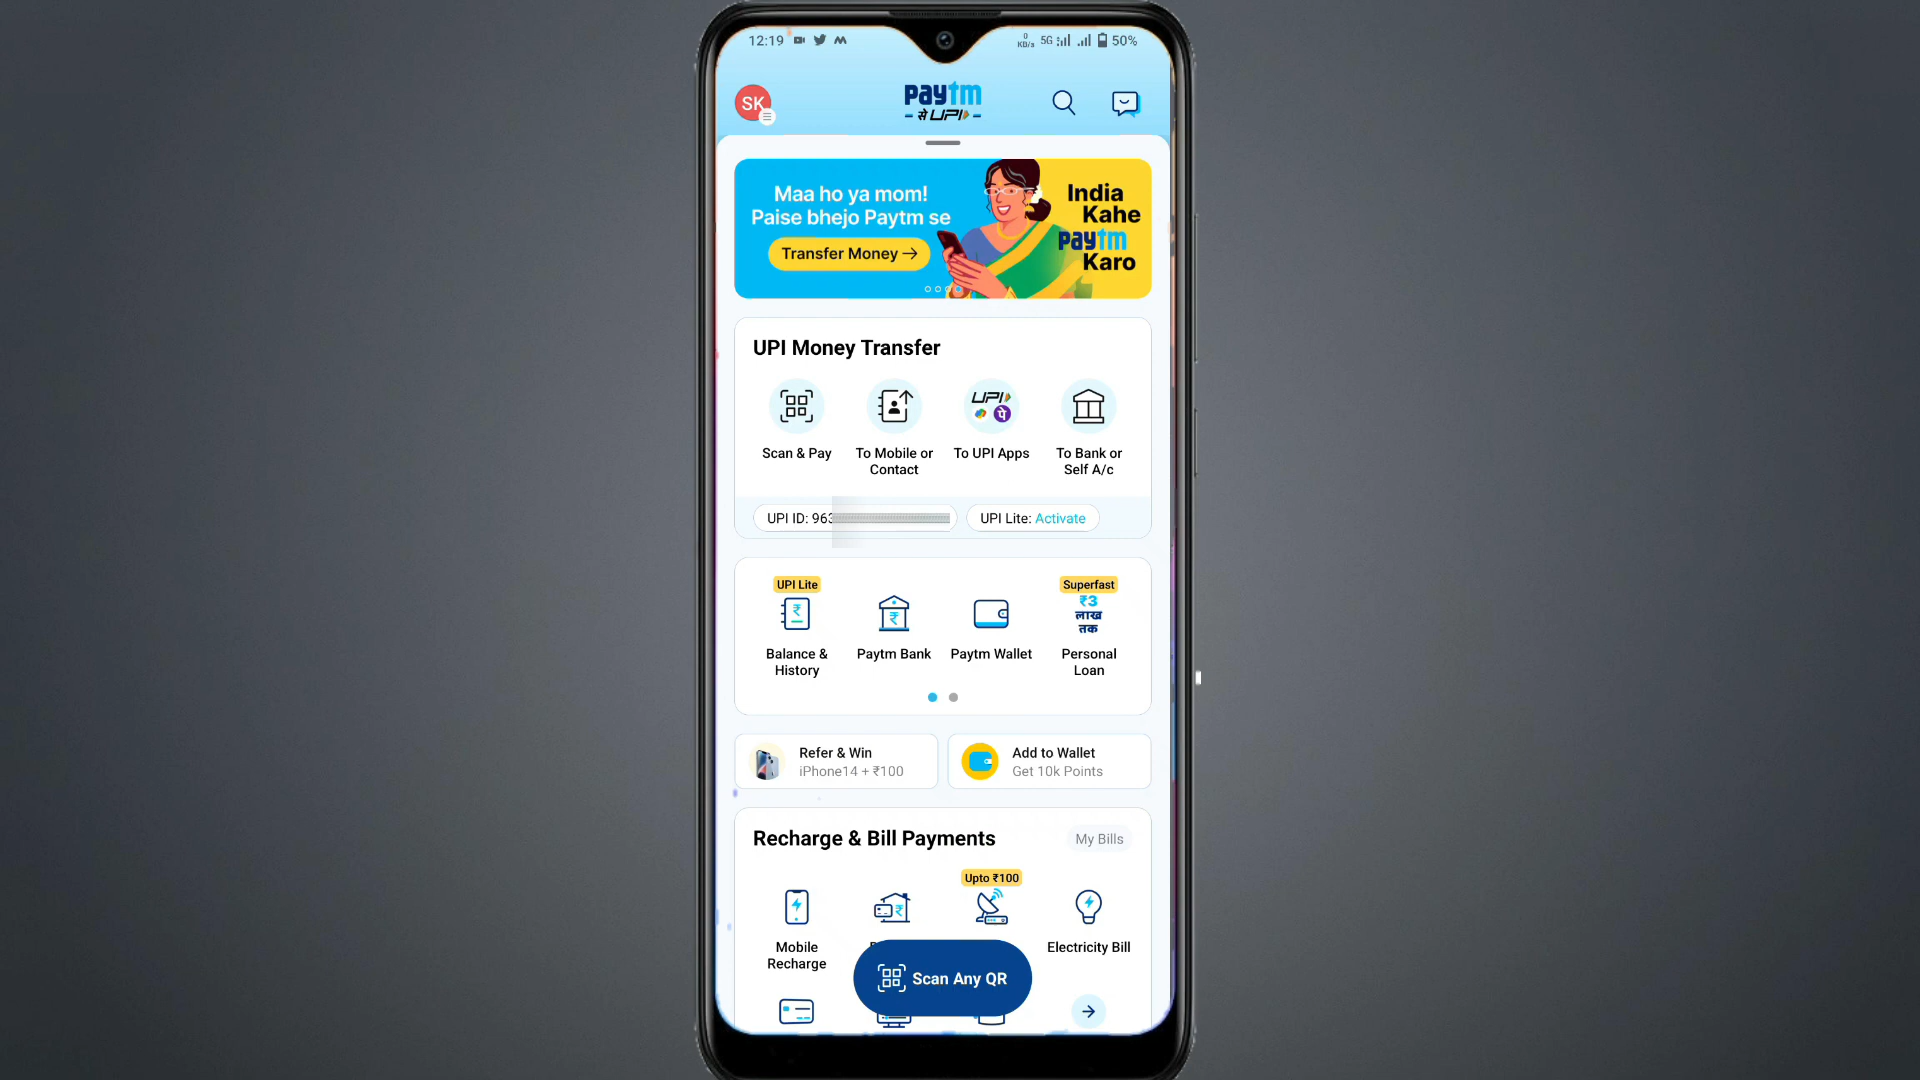 12:19
0
KB/s
5G
50%
SK
paytm
से UPI
Maa ho ya mom!
Paise bhejo Paytm se
Transfer Money →
India
Kahe
paytm
Karo
UPI Money Transfer
UPI
पे
Scan & Pay
To Mobile or
Contact
To UPI Apps
To Bank or
Self A/c
UPI ID: 963
UPI Lite: Activate
UPI Lite
Superfast
₹3
लाख
तक
Balance &
History
Paytm Bank
Paytm Wallet
Personal
Loan
Refer & Win
iPhone14 + ₹100
Add to Wallet
Get 10k Points
Recharge & Bill Payments
My Bills
Upto ₹100
Mobile
Recharge
Electricity Bill
Scan Any QR